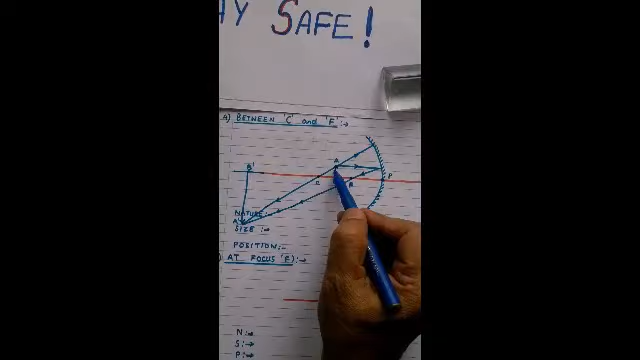 AY SAFE!
4) BETWEEN 'C' and 'F':→
A
B' C P
A' NATURE:-
SIZE:→
POSITION:-
) AT FOCUS 'F':→
N:→
S:→
P:→